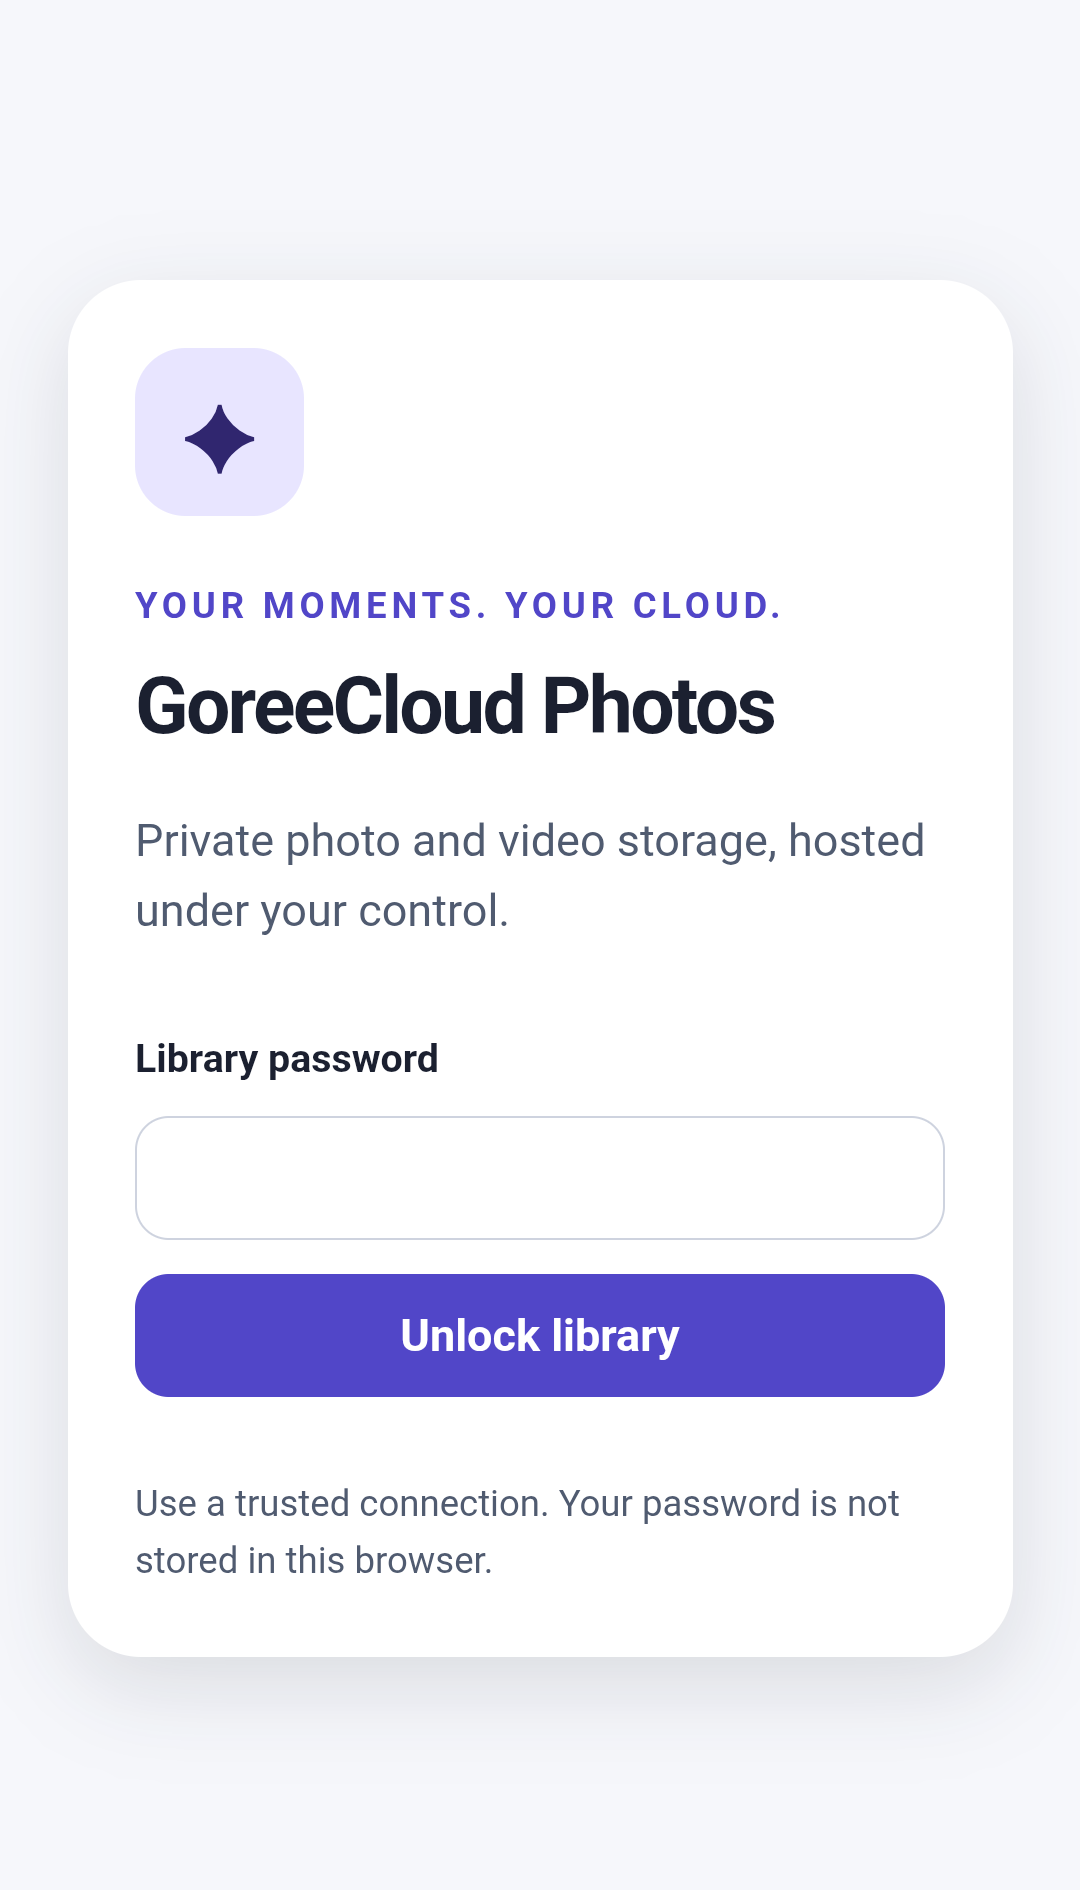 YOUR MOMENTS. YOUR CLOUD.
GoreeCloud Photos
Private photo and video storage, hosted
under your control.
Library password
Unlock library
Use a trusted connection. Your password is not
stored in this browser.